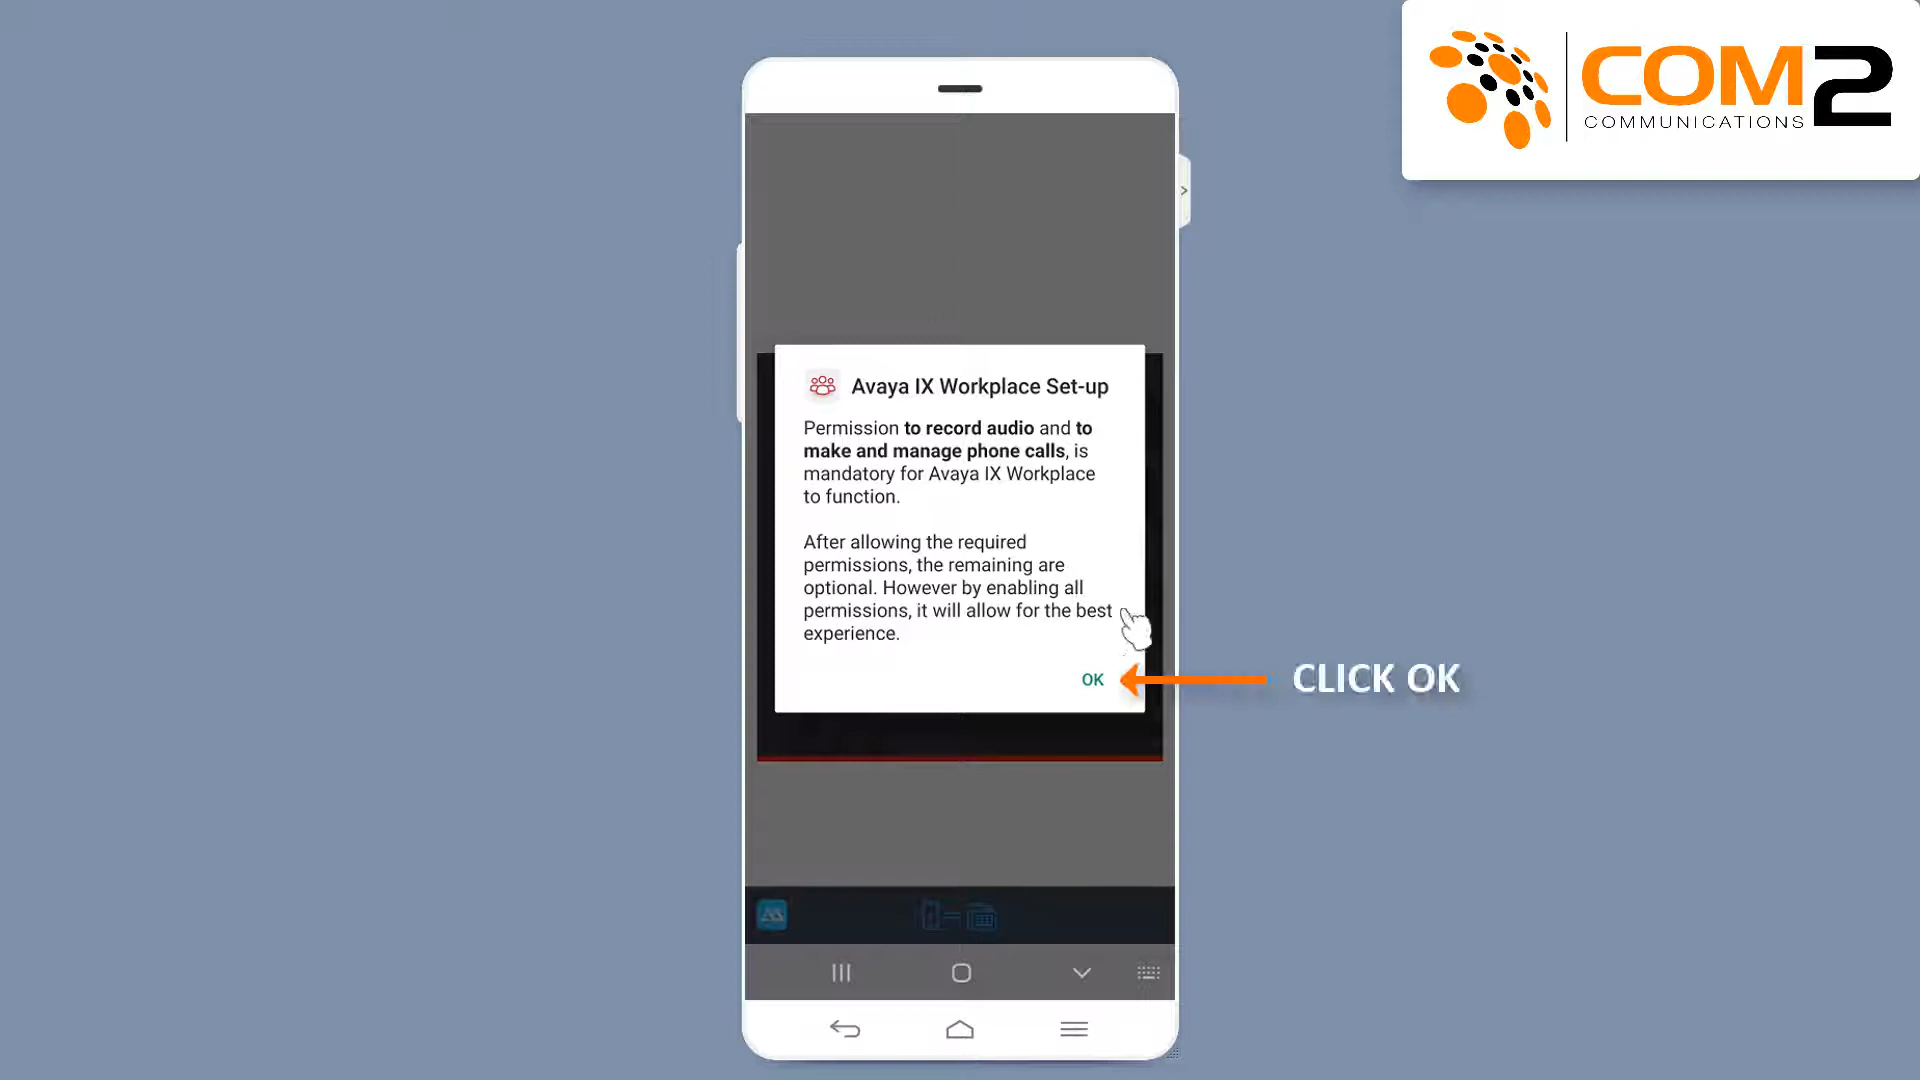 COM2
COMMUNICATIONS
Avaya IX Workplace Set-up
Permission to record audio and to
make and manage phone calls, is
mandatory for Avaya IX Workplace
to function.
After allowing the required
permissions, the remaining are
optional. However by enabling all
permissions, it will allow for the best
experience.
OK
CLICK OK